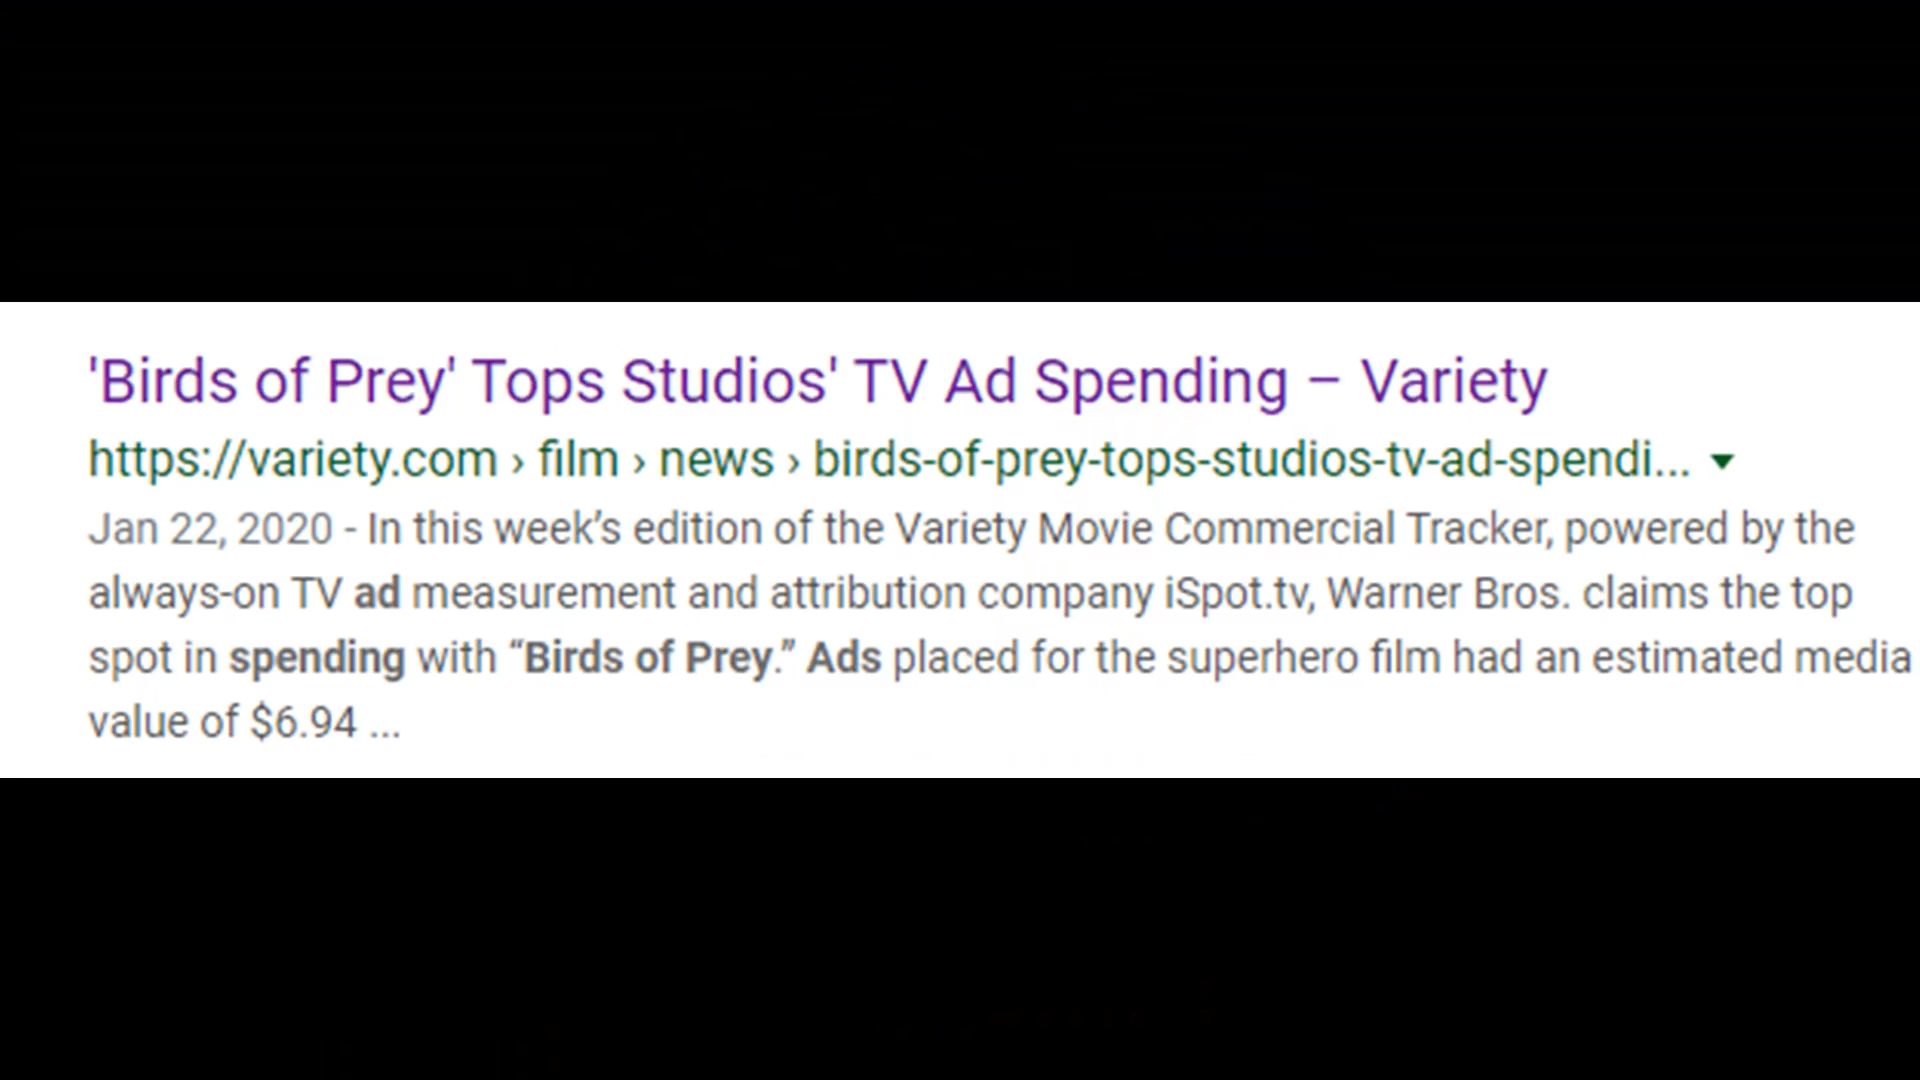 'Birds of Prey' Tops Studios' TV Ad Spending – Variety
https://variety.com › film › news › birds-of-prey-tops-studios-tv-ad-spendi...
Jan 22, 2020 - In this week’s edition of the Variety Movie Commercial Tracker, powered by the
always-on TV ad measurement and attribution company iSpot.tv, Warner Bros. claims the top
spot in spending with “Birds of Prey.” Ads placed for the superhero film had an estimated media
value of $6.94 ...